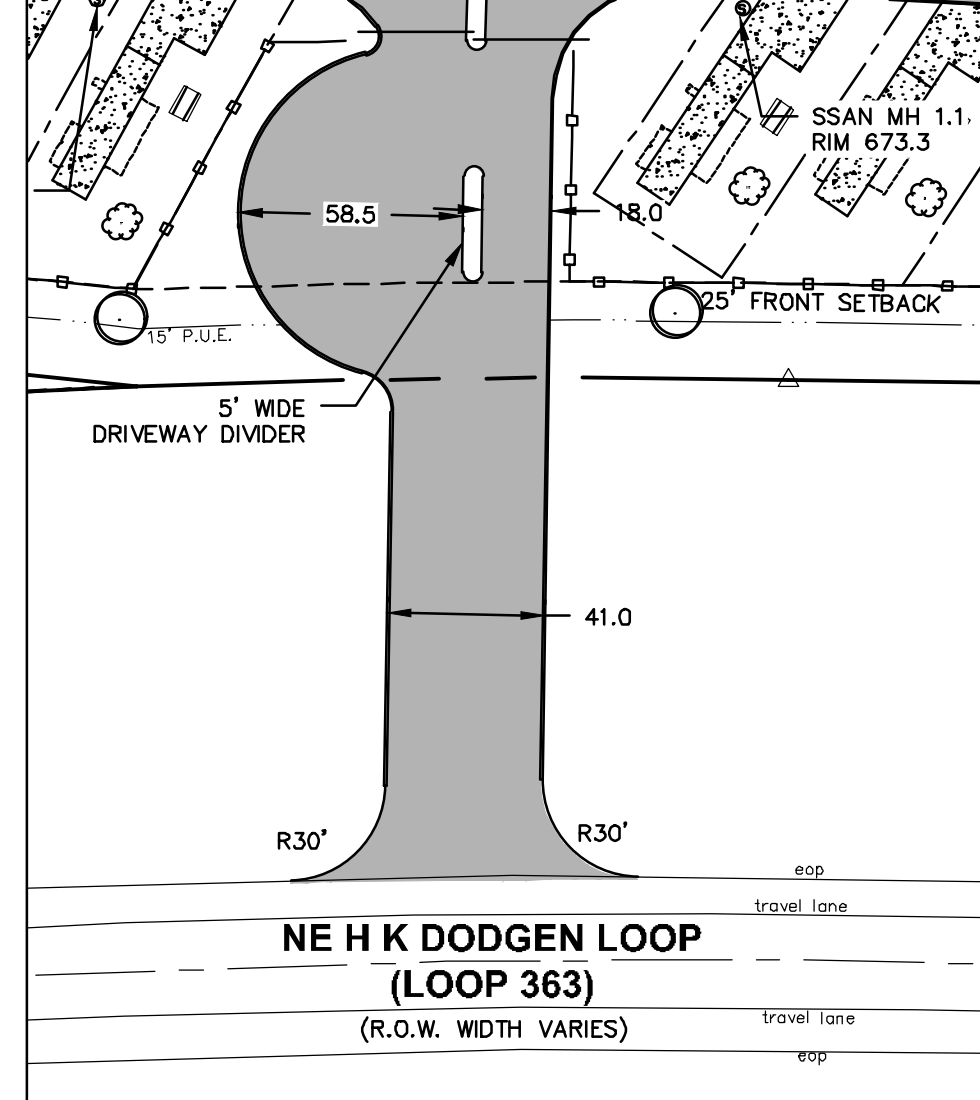 S
S
SSAN MH 1.1,
RIM 673.3
58.5
18.0
25' FRONT SETBACK
15' P.U.E.
5' WIDE
DRIVEWAY DIVIDER
41.0
R30'
R30'
eop
travel lane
NE H K DODGEN LOOP
(LOOP 363)
travel lane
(R.O.W. WIDTH VARIES)
eop